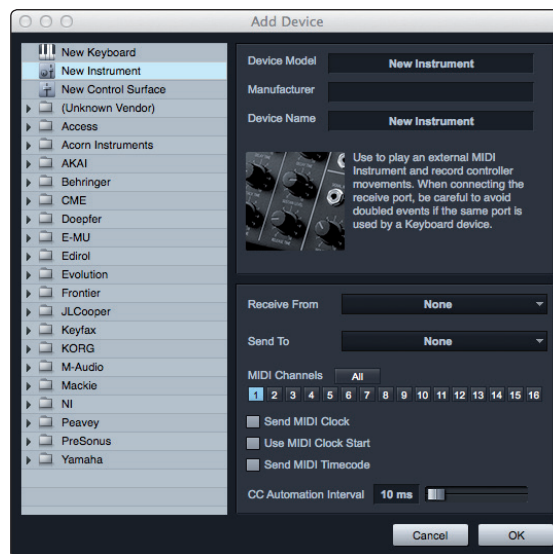 Add Device
New Keyboard
New Instrument
New Control Surface
(Unknown Vendor)
Access
Acorn Instruments
AKAI
Behringer
CME
Doepfer
E-MU
Edirol
Evolution
Frontier
JLCooper
Keyfax
KORG
M-Audio
Mackie
NI
Peavey
PreSonus
Yamaha
Device Model New Instrument
Manufacturer
Device Name New Instrument
Use to play an external MIDI
Instrument and record controller
movements. When connecting the
receive port, be careful to avoid
doubled events if the same port is
used by a Keyboard device.
Receive From None
Send To None
MIDI Channels All
1 2 3 4 5 6 7 8 9 10 11 12 13 14 15 16
Send MIDI Clock
Use MIDI Clock Start
Send MIDI Timecode
CC Automation Interval 10 ms
Cancel OK